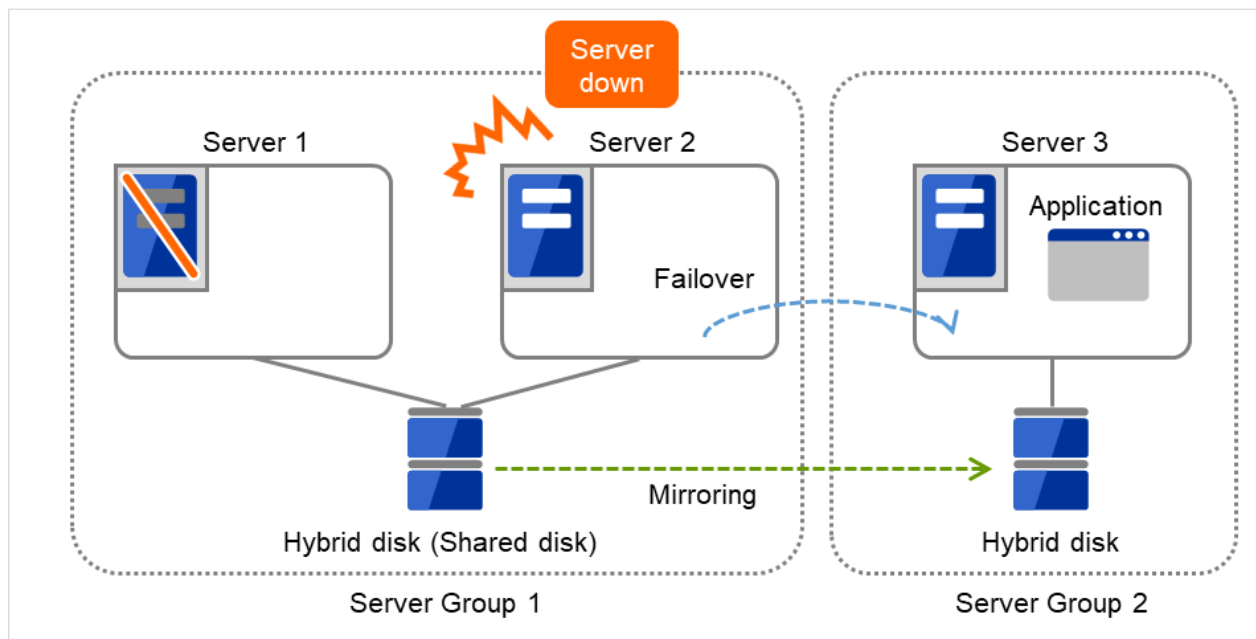 Server
down
Server 1
Server 2
Server 3
Application
Failover
Mirroring
Hybrid disk (Shared disk)
Hybrid disk
Server Group 1
Server Group 2